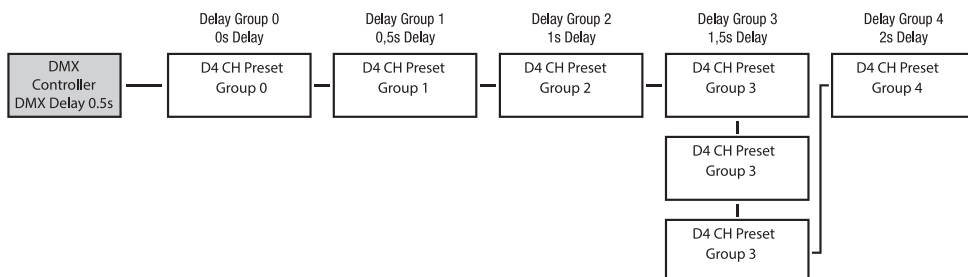 Delay Group 0
0s Delay
Delay Group 1
0,5s Delay
Delay Group 2
1s Delay
Delay Group 3
1,5s Delay
Delay Group 4
2s Delay
DMX
Controller
DMX Delay 0.5s
D4 CH Preset
Group 0
D4 CH Preset
Group 1
D4 CH Preset
Group 2
D4 CH Preset
Group 3
D4 CH Preset
Group 4
D4 CH Preset
Group 3
D4 CH Preset
Group 3